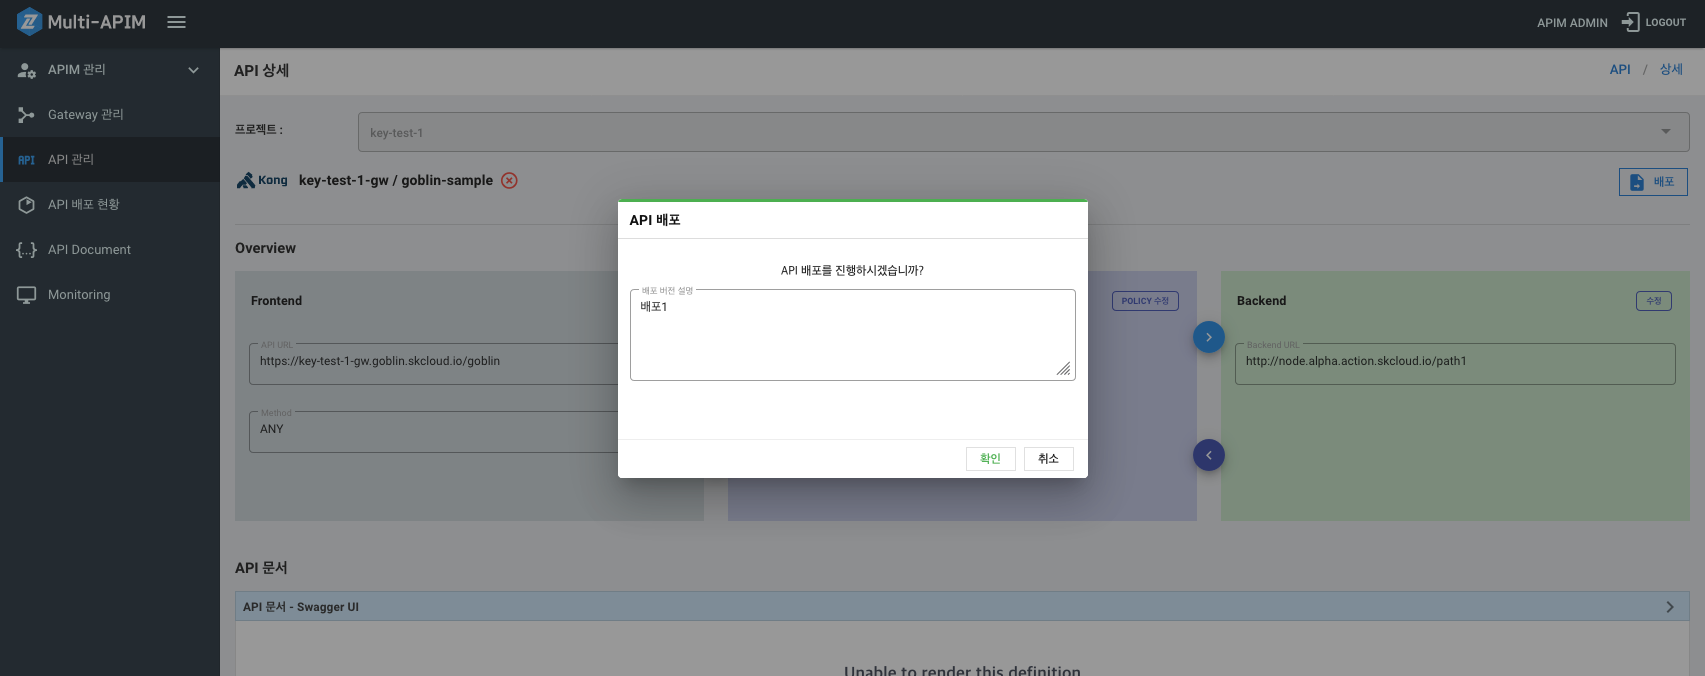 Multi-APIM
APIM ADMIN
LOGOUT
APIM 관리
Gateway 관리
API API 관리
API 배포 현황
API Document
Monitoring
API 상세
API / 상세
프로젝트 :
key-test-1
Kong key-test-1-gw / goblin-sample
배포
Overview
Frontend
API URL
https://key-test-1-gw.goblin.skcloud.io/goblin
Method
ANY
POLICY 수정
Backend
수정
Backend URL
http://node.alpha.action.skcloud.io/path1
API 배포
API 배포를 진행하시겠습니까?
배포 버전 설명
배포1
확인
취소
API 문서
API 문서 - Swagger UI
Unable to render this definition